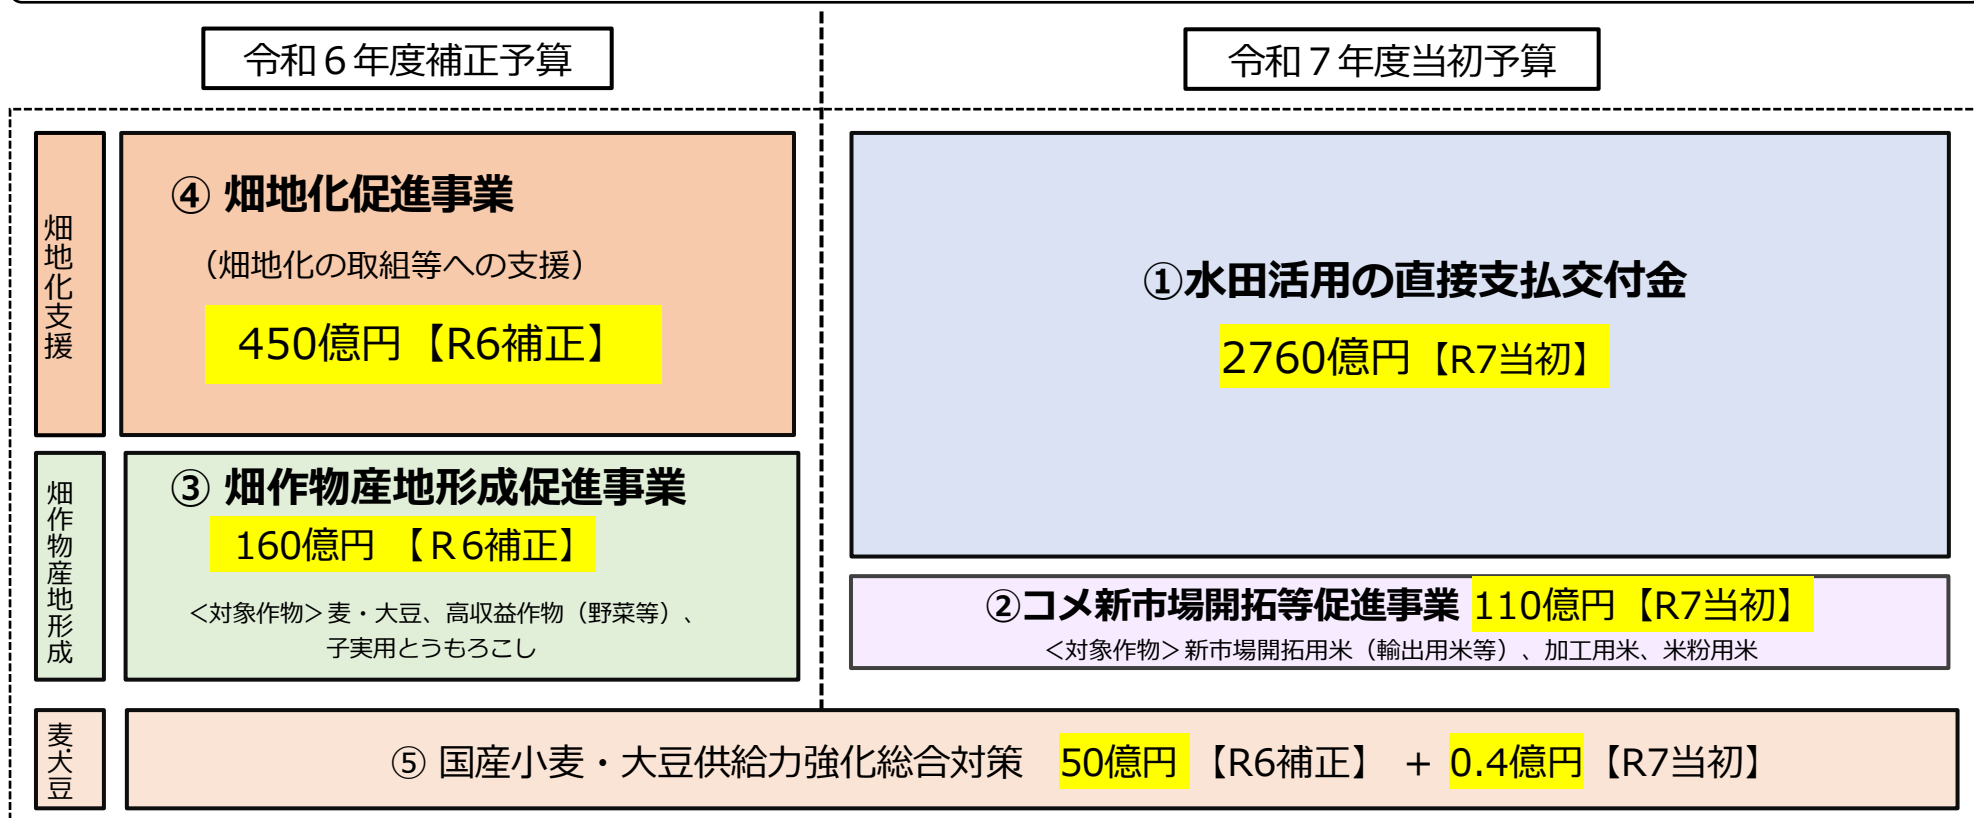 令和６年度補正予算
令和７年度当初予算
畑地化支援
④ 畑地化促進事業
（畑地化の取組等への支援）
450億円【R6補正】
畑作物産地形成
③ 畑作物産地形成促進事業
160億円 【Ｒ6補正】
＜対象作物＞麦・大豆、高収益作物（野菜等）、
子実用とうもろこし
①水田活用の直接支払交付金
2760億円【R7当初】
②コメ新市場開拓等促進事業 110億円【R7当初】
＜対象作物＞新市場開拓用米（輸出用米等）、加工用米、米粉用米
麦・大豆
⑤ 国産小麦・大豆供給力強化総合対策 50億円【R6補正】 + 0.4億円【R7当初】